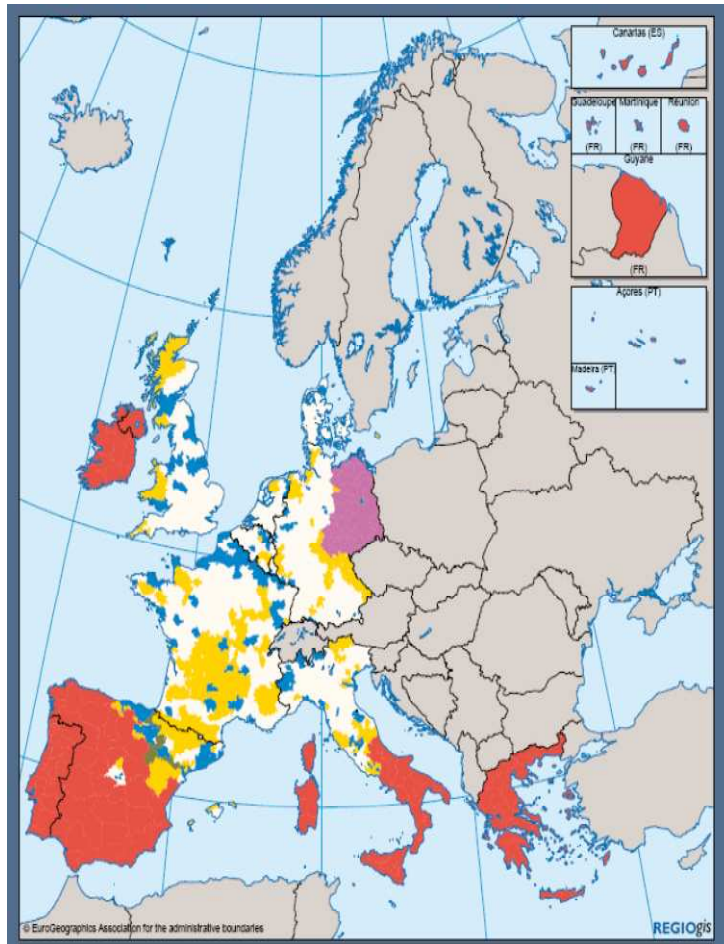 Canarias (ES)
Guadeloupe Martinique Réunion
(FR) (FR) (FR)
Guyane
(FR)
Açores (PT)
Madeira (PT)
© EuroGeographics Association for the administrative boundaries
REGIOgis